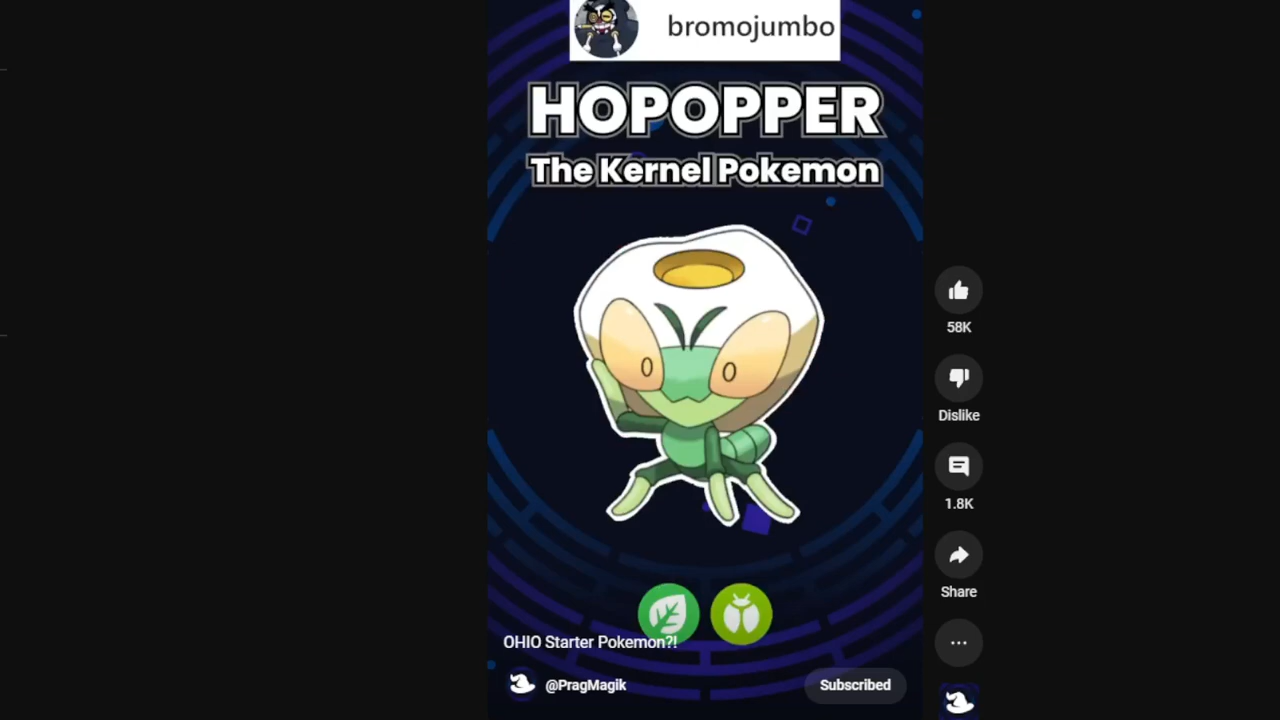 bromojumbo
HOPOPPER
The Kernel Pokemon
58K
Dislike
1.8K
Share
OHIO Starter Pokemon?!
@PragMagik
Subscribed